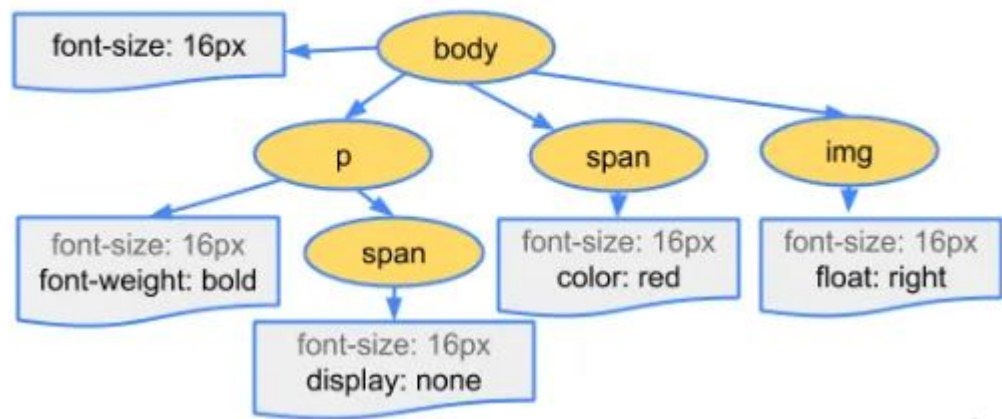 font-size: 16px
body
p
span
img
font-size: 16px
font-weight: bold
span
font-size: 16px
color: red
font-size: 16px
float: right
font-size: 16px
display: none